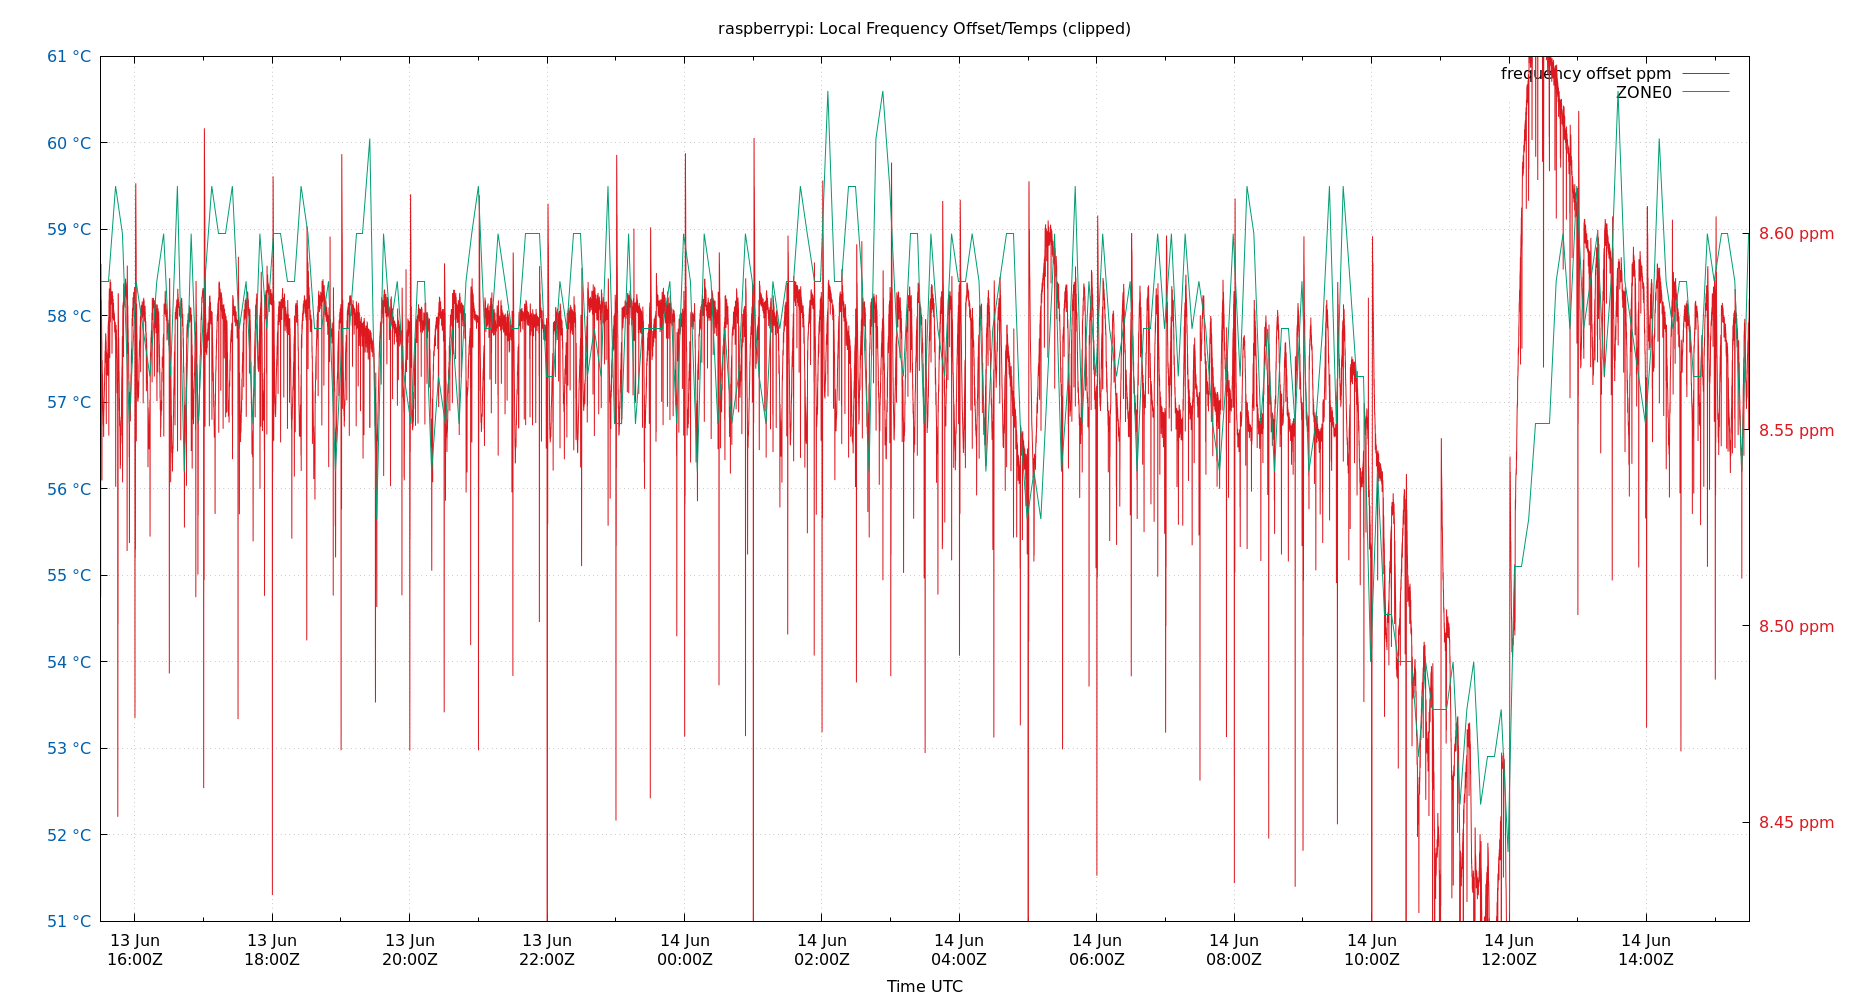 raspberrypi: Local Frequency Offset/Temps (clipped)
61 °C
60 °C
59 °C
58 °C
57 °C
56 °C
55 °C
54 °C
53 °C
52 °C
51 °C
frequency offset ppm
ZONE0
8.60 ppm
8.55 ppm
8.50 ppm
8.45 ppm
13 Jun 13 Jun 13 Jun 13 Jun 14 Jun 14 Jun 14 Jun 14 Jun 14 Jun 14 Jun 14 Jun 14 Jun
16:00Z 18:00Z 20:00Z 22:00Z 00:00Z 02:00Z 04:00Z 06:00Z 08:00Z 10:00Z 12:00Z 14:00Z
Time UTC